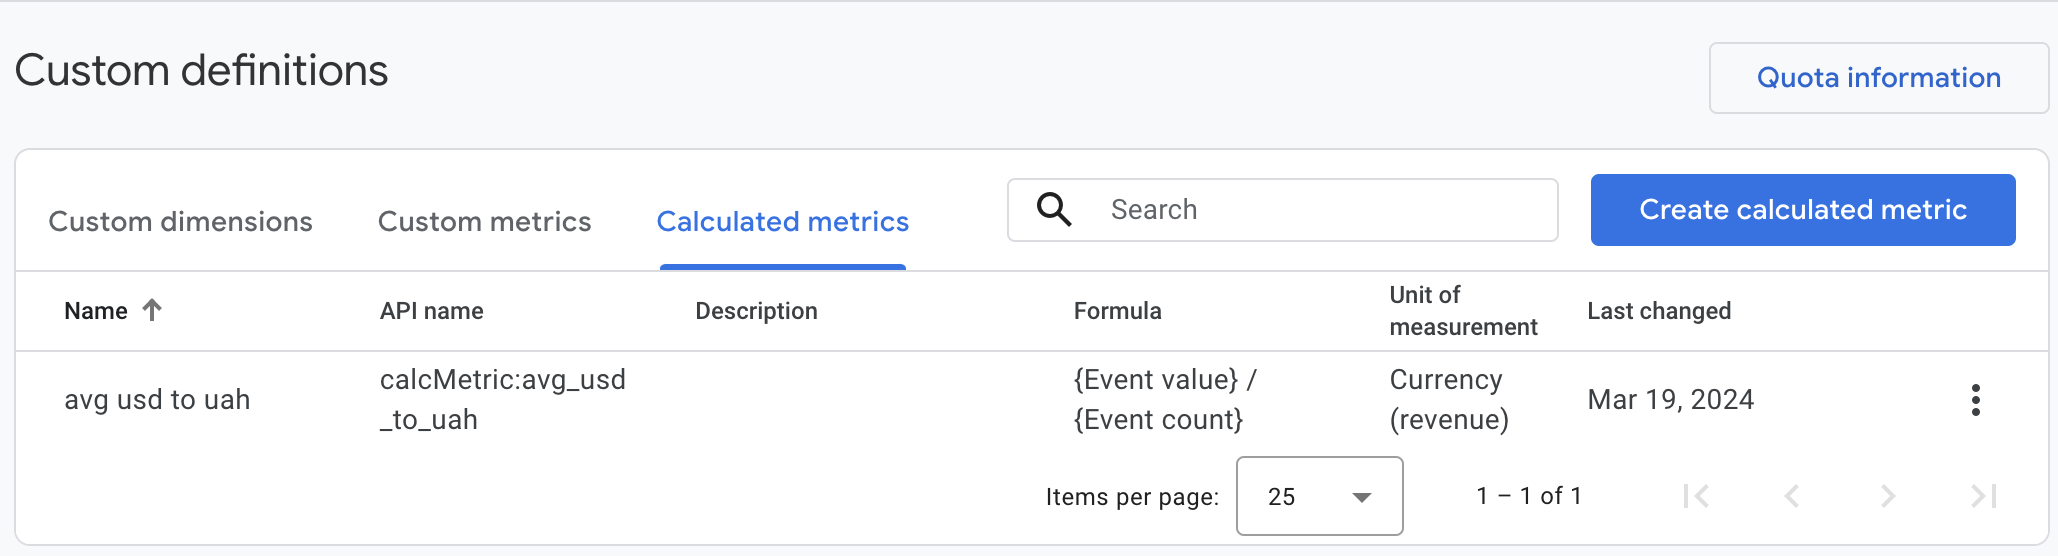 Custom definitions
Quota information
Custom dimensions
Custom metrics
Calculated metrics
Search
Create calculated metric
Name
API name
Description
Formula
Unit of
measurement
Last changed
avg usd to uah
calcMetric:avg_usd
_to_uah
{Event value} /
{Event count}
Currency
(revenue)
Mar 19, 2024
Items per page:
25
1 – 1 of 1